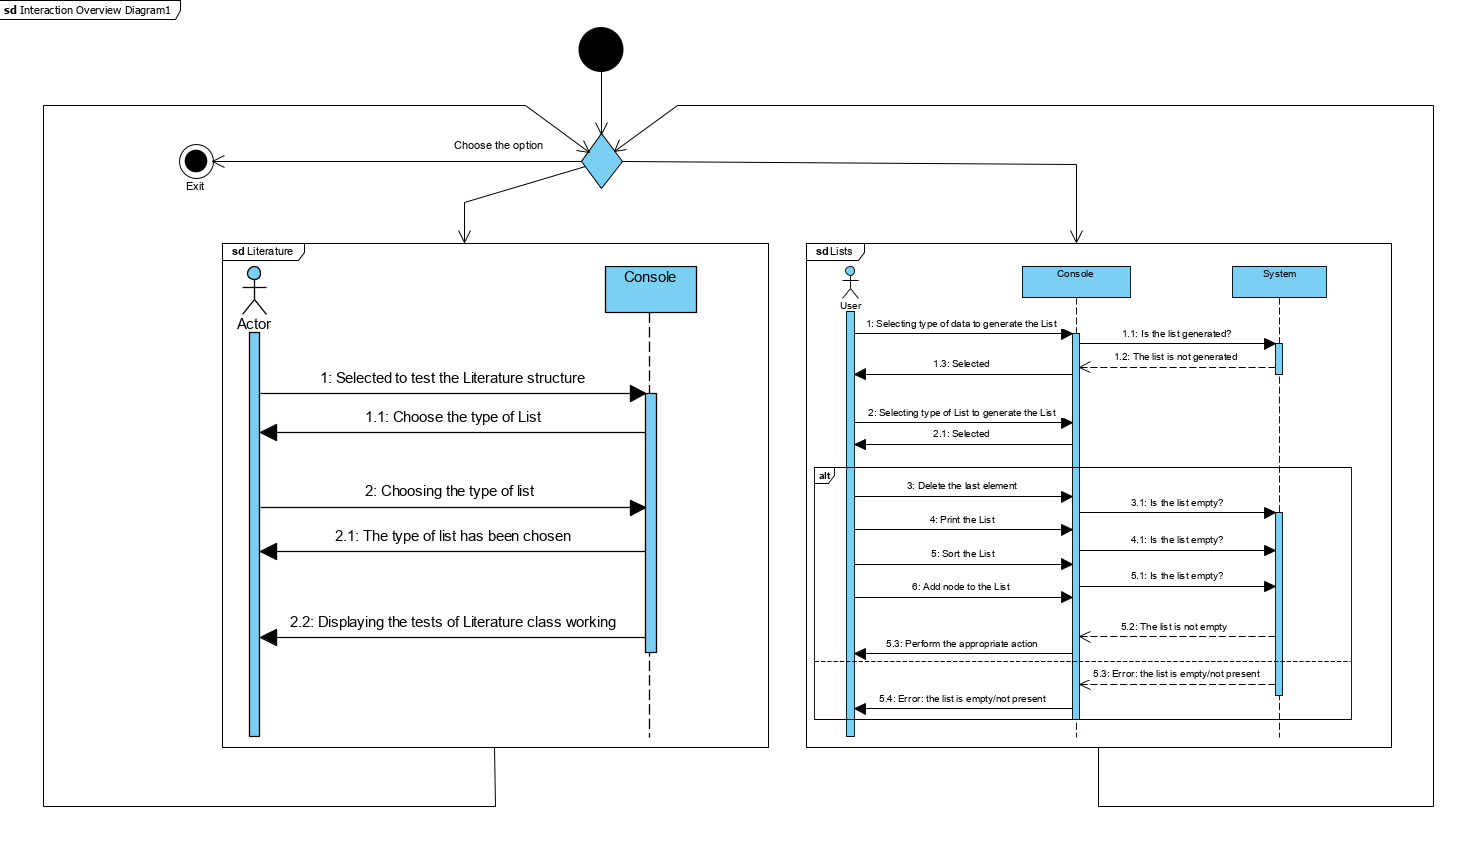 sd Interaction Overview Diagram1
Choose the option
Exit
sd Literature
Actor
Console
1: Selected to test the Literature structure
1.1: Choose the type of List
2: Choosing the type of list
2.1: The type of list has been chosen
2.2: Displaying the tests of Literature class working
sd Lists
User
Console
System
1: Selecting type of data to generate the List
1.1: Is the list generated?
1.2: The list is not generated
1.3: Selected
2: Selecting type of List to generate the List
2.1: Selected
alt
3: Delete the last element
3.1: Is the list empty?
4: Print the List
4.1: Is the list empty?
5: Sort the List
5.1: Is the list empty?
6: Add node to the List
5.2: The list is not empty
5.3: Perform the appropriate action
5.3: Error: the list is empty/not present
5.4: Error: the list is empty/not present